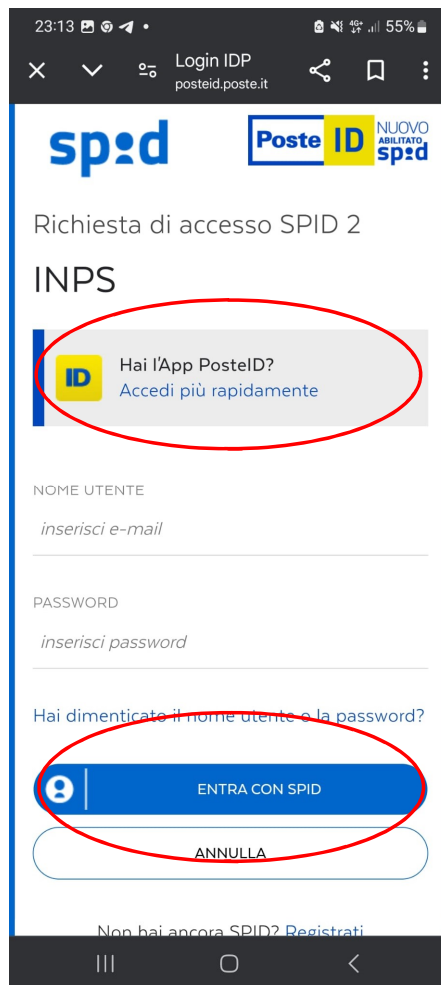 23:13
4G+
55%
Login IDP
posteid.poste.it
spid
Poste ID
NUOVO
ABILITATO
spid
Richiesta di accesso SPID 2
INPS
ID
Hai l'App PosteID?
Accedi più rapidamente
NOME UTENTE
inserisci e-mail
PASSWORD
inserisci password
Hai dimenticato il nome utente o la password?
ENTRA CON SPID
ANNULLA
Non hai ancora SPID? Registrati